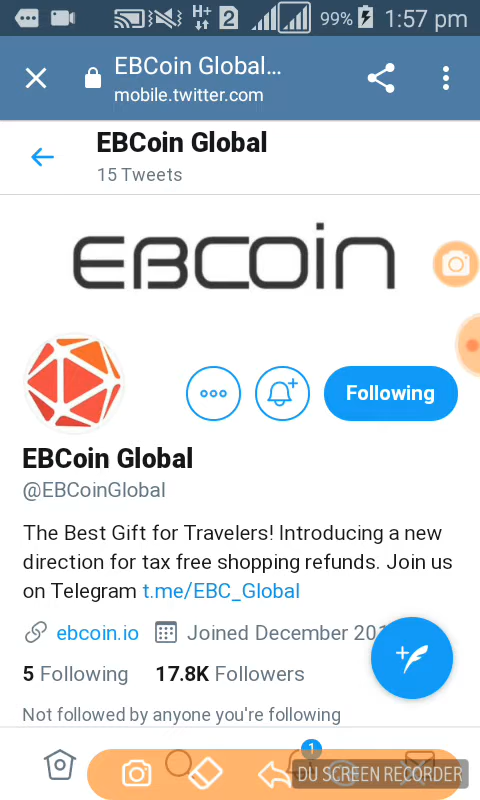 H+ 2 99% 1:57 pm
EBCoin Global...
mobile.twitter.com
EBCoin Global
15 Tweets
EBCOIN
Following
EBCoin Global
@EBCoinGlobal
The Best Gift for Travelers! Introducing a new
direction for tax free shopping refunds. Join us
on Telegram t.me/EBC_Global
ebcoin.io Joined December
5 Following 17.8K Followers
Not followed by anyone you're following
1
DU SCREEN RECORDER